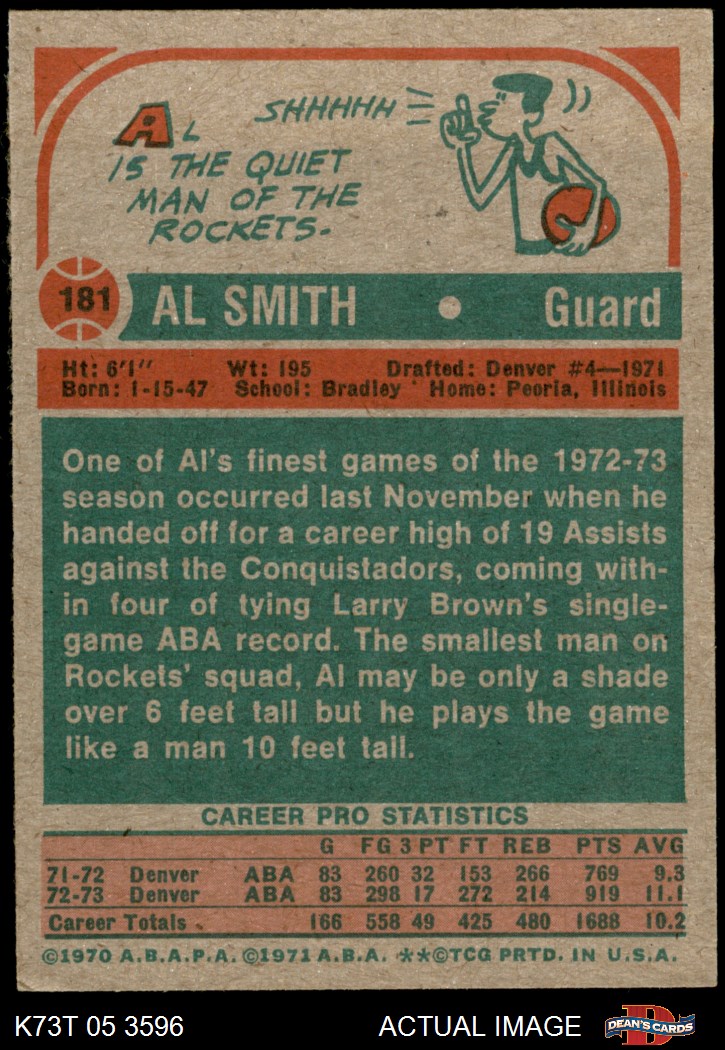 SHHHHH
AL
IS THE QUIET
MAN OF THE
ROCKETS.
181 AL SMITH Guard
Ht: 6'1" Wt: 195 Drafted: Denver #4—1971
Born: 1-15-47 School: Bradley Home: Peoria, Illinois
One of Al's finest games of the 1972-73
season occurred last November when he
handed off for a career high of 19 Assists
against the Conquistadors, coming with-
in four of tying Larry Brown's single-
game ABA record. The smallest man on
Rockets' squad, Al may be only a shade
over 6 feet tall but he plays the game
like a man 10 feet tall.
CAREER PRO STATISTICS
G FG 3 PT FT REB PTS AVG
71-72 Denver ABA 83 260 32 153 266 769 9.3
72-73 Denver ABA 83 298 17 272 214 919 11.1
Career Totals 166 558 49 425 480 1688 10.2
©1970 A.B.A.P.A. ©1971 A.B.A. **©TCG PRTD. IN U.S.A.
K73T 05 3596 ACTUAL IMAGE D DEAN'S CARDS